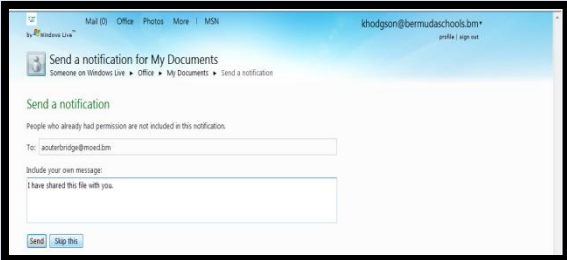 Mail (0) Office Photos More | MSN
khodgson@bermudaschools.bm
by Windows Live™
profile | sign out
Send a notification for My Documents
Someone on Windows Live ▸ Office ▸ My Documents ▸ Send a notification
Send a notification
People who already had permission are not included in this notification.
To: aouterbridge@moed.bm
Include your own message:
I have shared this file with you.
Send Skip this